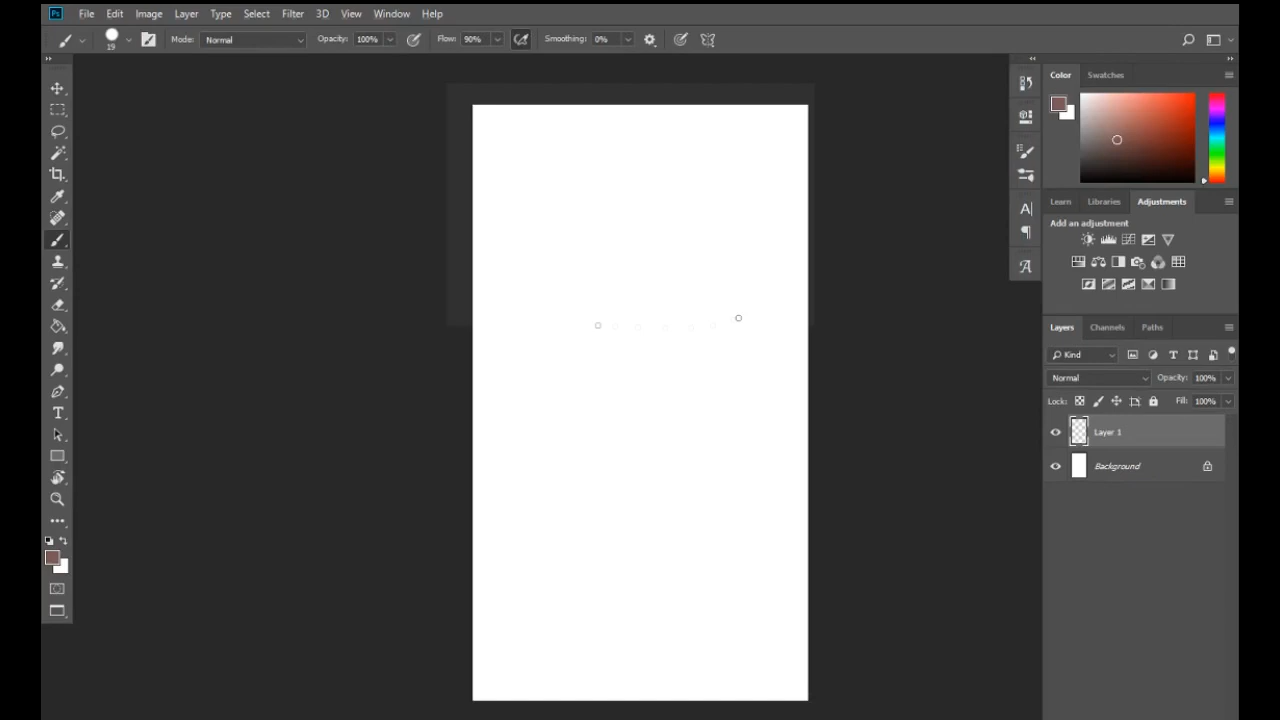 Ps File Edit Image Layer Type Select Filter 3D View Window Help
19 Mode: Normal Opacity: 100% Flow: 90% Smoothing: 0%
Color Swatches
Learn Libraries Adjustments
Add an adjustment
Layers Channels Paths
Kind
Normal Opacity: 100%
Lock: Fill: 100%
Layer 1
Background